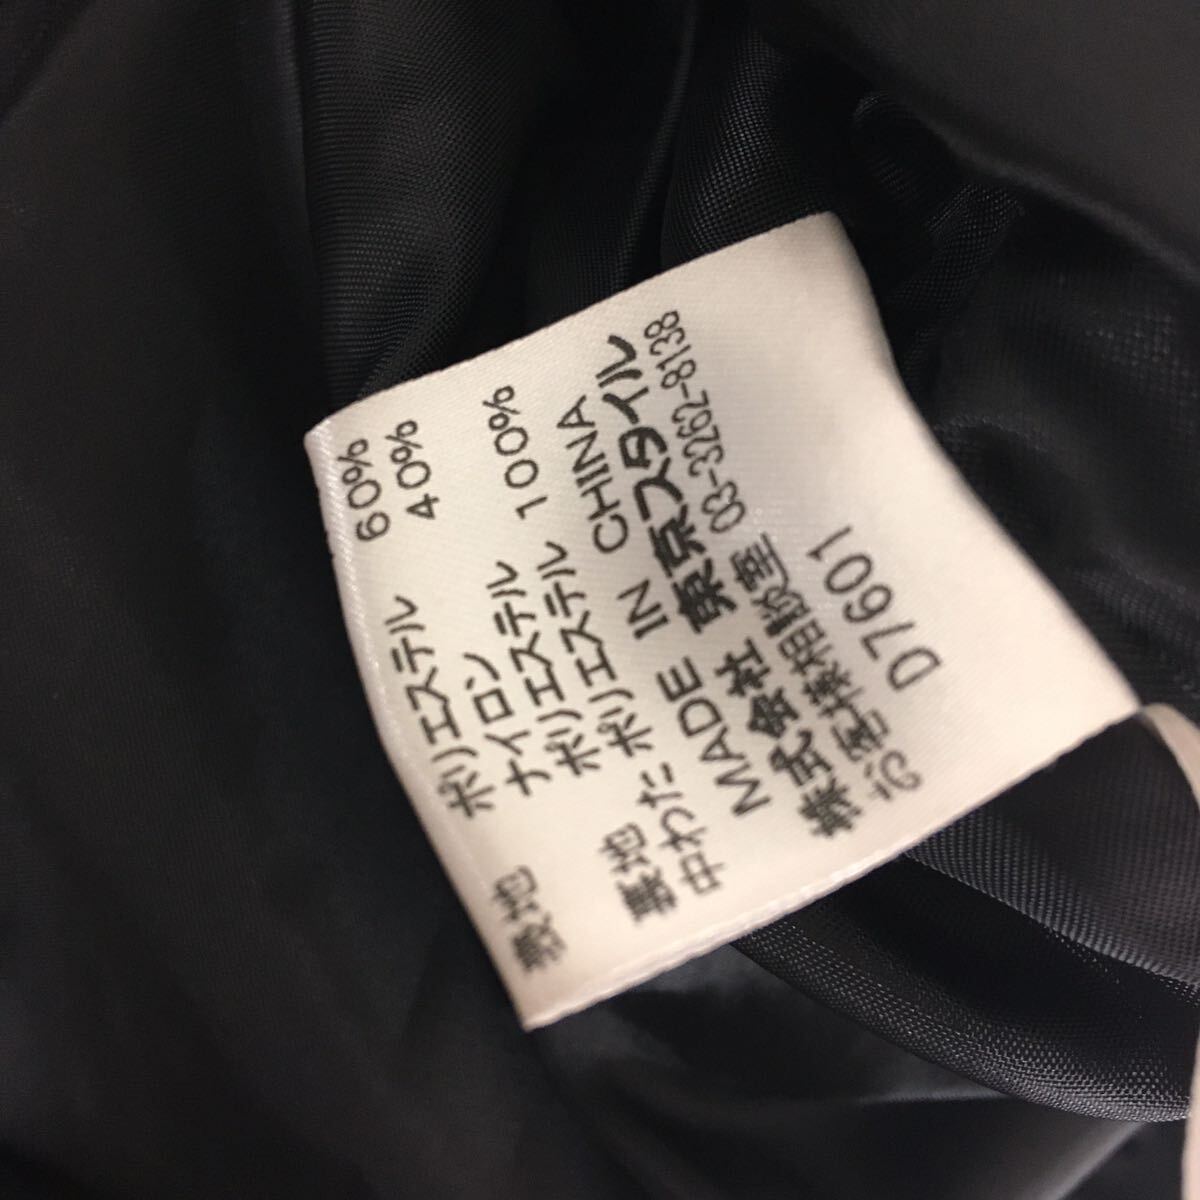 表地 ポリエステル 60%
ナイロン 40%
裏地 ポリエステル
中わた ポリエステル 100%
MADE IN CHINA
株式会社 東京スタイル
お客様相談室 03-3262-8138
D7601